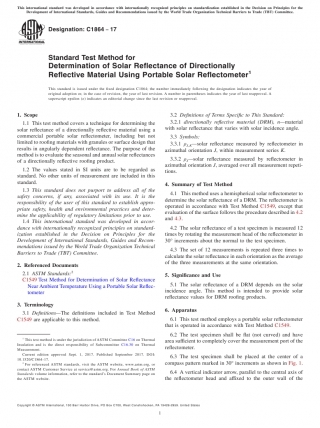 This international standard was developed in accordance with internationally recognized principles on standardization established in the Decision on Principles for the
Development of International Standards, Guides and Recommendations issued by the World Trade Organization Technical Barriers to Trade (TBT) Committee.
Designation: C1864 − 17
INTERNATIONAL
Standard Test Method for
Determination of Solar Reflectance of Directionally
Reflective Material Using Portable Solar Reflectometer1
This standard is issued under the fixed designation C1864; the number immediately following the designation indicates the year of
original adoption or, in the case of revision, the year of last revision. A number in parentheses indicates the year of last reapproval. A
superscript epsilon (ε) indicates an editorial change since the last revision or reapproval.
1. Scope
1.1 This test method covers a technique for determining the
solar reflectance of a directionally reflective material using a
commercial portable solar reflectometer, including but not
limited to roofing materials with granules or surface design that
results in angularly dependent reflectance. The purpose of the
method is to evaluate the seasonal and annual solar reflectances
of a directionally reflective product.
1.2 The values stated in SI units are to be regarded as
standard. No other units of measurement are included in this
standard.
1.3 This standard does not purport to address all of the
safety concerns, if any, associated with its use. It is the
responsibility of the user of this standard to establish appro-
priate safety, health and environmental practices and deter-
mine the applicability of regulatory limitations prior to use.
1.4 This international standard was developed in accor-
dance with internationally recognized principles on standard-
ization established in the Decision on Principles for the
Development of International Standards, Guides and Recom-
mendations issued by the World Trade Organization Technical
Barriers to Trade (TBT) Committee.
2. Referenced Documents
2.1 ASTM Standards:2
C1549 Test Method for Determination of Solar Reflectance
Near Ambient Temperature Using a Portable Solar Reflec-
tometer
3. Terminology
3.1 Definitions—The definitions included in Test Method
C1549 are applicable to this method.
1 This test method is under the jurisdiction of ASTM Committee C16 on Thermal
Insulation and is the direct responsibility of Subcommittee C16.30 on Thermal
Measurement.
Current edition approved Sept. 1, 2017. Published September 2017. DOI:
10.1520/C1864-17.
2 For referenced ASTM standards, visit the ASTM website, www.astm.org, or
contact ASTM Customer Service at service@astm.org. For Annual Book of ASTM
Standards volume information, refer to the standard's Document Summary page on
the ASTM website.
3.2 Definitions of Terms Specific to This Standard:
3.2.1 directionally reflective material (DRM), n—material
with solar reflectance that varies with solar incidence angle.
3.3 Symbols:
3.3.1 ρJ,K—solar reflectance measured by reflectometer in
azimuthal orientation J, within measurement series K.
3.3.2 ρJ—solar reflectance measured by reflectometer in
azimuthal orientation J, averaged over all measurement repeti-
tions.
4. Summary of Test Method
4.1 This method uses a hemispherical solar reflectometer to
determine the solar reflectance of a DRM. The reflectometer is
operated in accordance with Test Method C1549, except that
evaluation of the surface follows the procedure described in 4.2
and 4.3.
4.2 The solar reflectance of a test specimen is measured 12
times by rotating the measurement head of the reflectometer in
30° increments about the normal to the test specimen.
4.3 The set of 12 measurements is repeated three times to
calculate the solar reflectance in each orientation as the average
of the three measurements at the same orientation.
5. Significance and Use
5.1 The solar reflectance of a DRM depends on the solar
incidence angle. This method is intended to provide solar
reflectance values for DRM roofing products.
6. Apparatus
6.1 This test method employs a portable solar reflectometer
that is operated in accordance with Test Method C1549.
6.2 The test specimens shall be flat (not curved) and have
area sufficient to completely cover the measurement port of the
reflectometer.
6.3 The test specimen shall be placed at the center of a
compass pattern marked in 30° increments as shown in Fig. 1.
6.4 A vertical indicator arrow, parallel to the central axis of
the reflectometer head and affixed to the outer wall of the
Copyright © ASTM International, 100 Barr Harbor Drive, PO Box C700, West Conshohocken, PA 19428-2959. United States
1